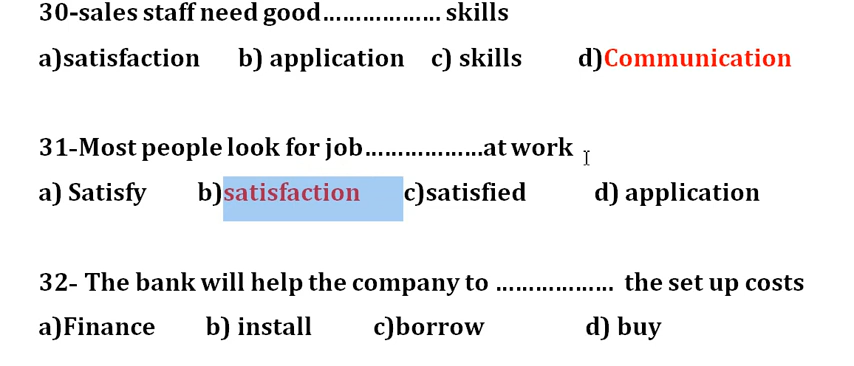 30-sales staff need good.................. skills
a)satisfaction b) application c) skills d)Communication
31-Most people look for job..................at work
a) Satisfy b)satisfaction c)satisfied d) application
32- The bank will help the company to .................. the set up costs
a)Finance b) install c)borrow d) buy